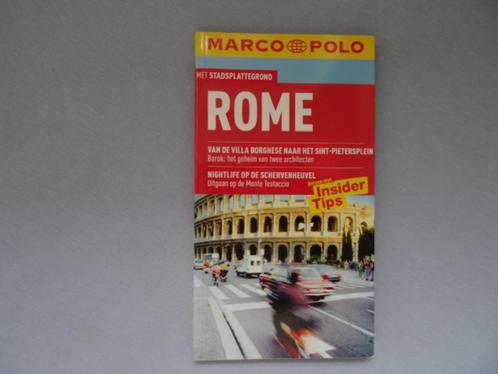 MARCO POLO
MET STADSPLATTEGROND
ROME
VAN DE VILLA BORGHESE NAAR HET SINT-PIETERSPLEIN
Barok: het geheim van twee architecten
NIGHTLIFE OP DE SCHERVENHEUVEL
Uitgaan op de Monte Testaccio
Insider
Tips